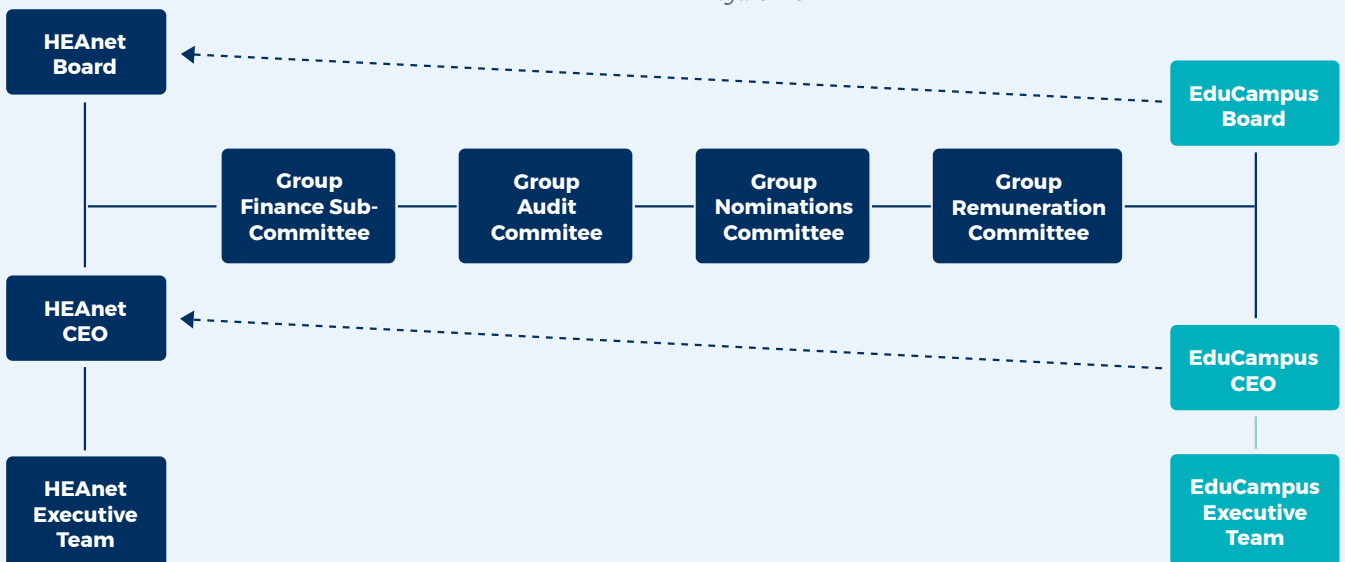 HEAnet
Board
EduCampus
Board
Group
Finance Sub-
Committee
Group
Audit
Commitee
Group
Nominations
Committee
Group
Remuneration
Committee
HEAnet
CEO
EduCampus
CEO
HEAnet
Executive
Team
EduCampus
Executive
Team